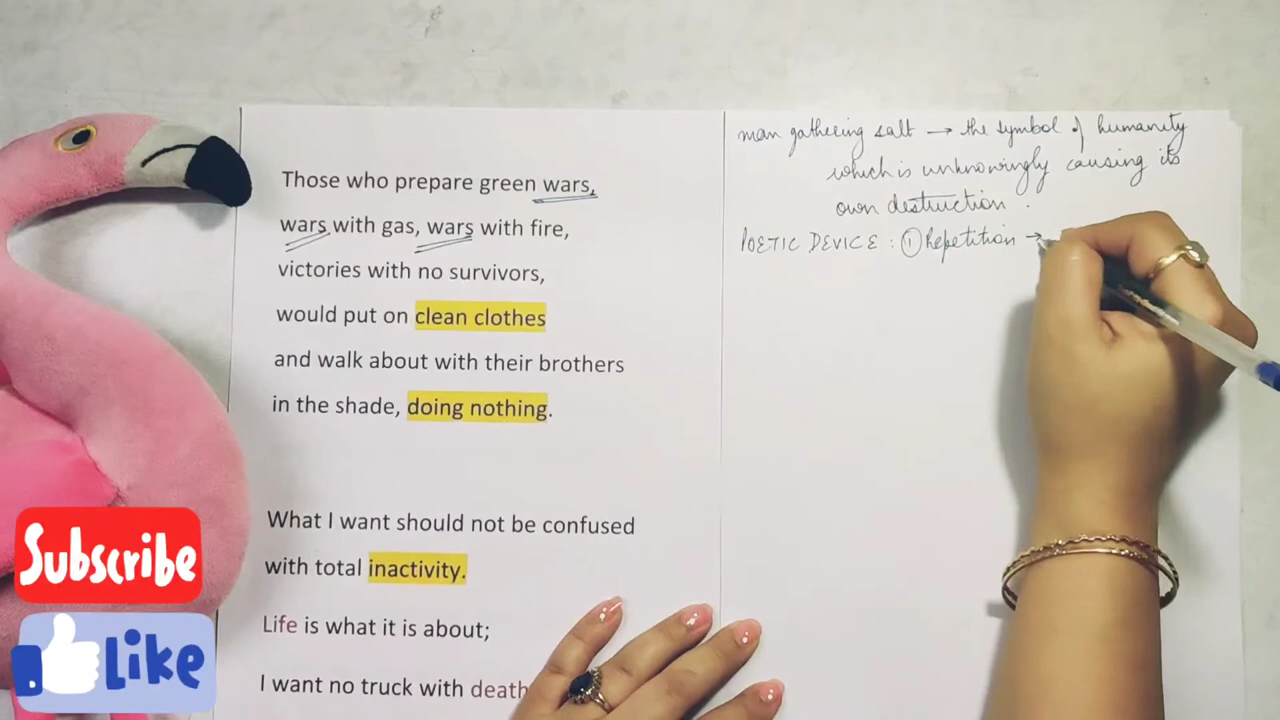 Those who prepare green wars,
wars with gas, wars with fire,
victories with no survivors,
would put on clean clothes
and walk about with their brothers
in the shade, doing nothing.
What I want should not be confused
with total inactivity.
Life is what it is about;
I want no truck with death
man gathering salt → the symbol of humanity
which is unknowingly causing its
own destruction.
POETIC DEVICE : ① Repetition →
Subscribe
Like